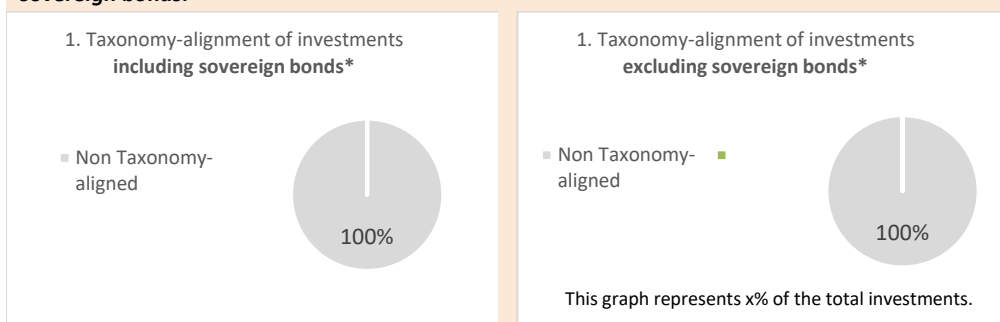 sovereign bonds.
1. Taxonomy-alignment of investments
including sovereign bonds*
Non Taxonomy-
aligned
100%
1. Taxonomy-alignment of investments
excluding sovereign bonds*
Non Taxonomy-
aligned
100%
This graph represents x% of the total investments.